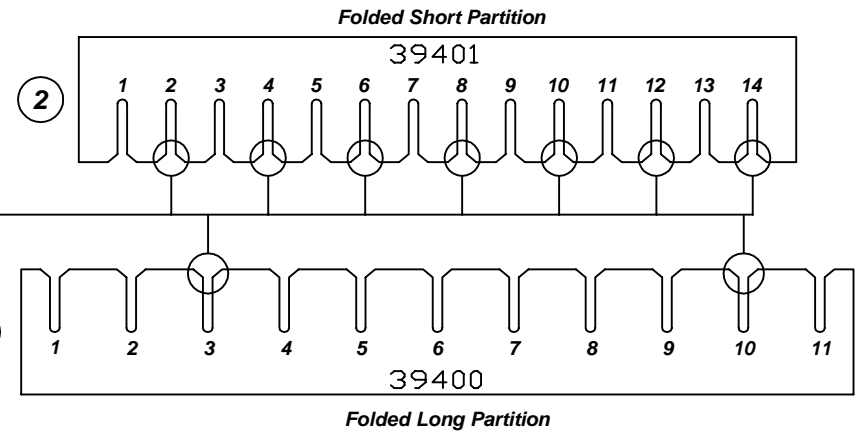 Folded Short Partition
39401
1 2 3 4 5 6 7 8 9 10 11 12 13 14
2
1 2 3 4 5 6 7 8 9 10 11
39400
Folded Long Partition